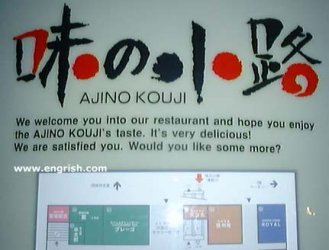 味の小路
AJINO KOUJI
We welcome you into our restaurant and hope you enjoy
the AJINO KOUJI's taste. It's very delicious!
We are satisfied you. Would you like some more?
www.engrish.com
ROYAL